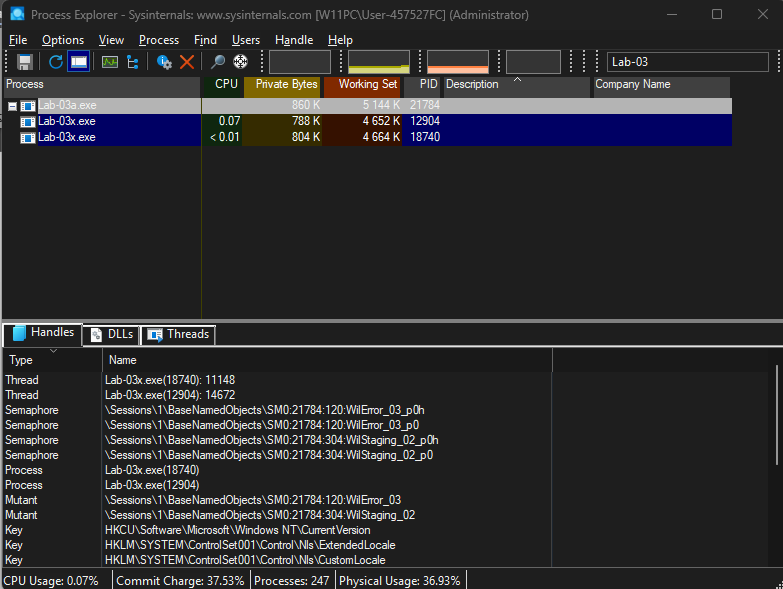 Process Explorer - Sysinternals: www.sysinternals.com [W11PC\User-457527FC] (Administrator)
File Options View Process Find Users Handle Help
Lab-03
Process CPU Private Bytes Working Set PID Description Company Name
Lab-03a.exe 860 K 5 144 K 21784
Lab-03x.exe 0.07 788 K 4 652 K 12904
Lab-03x.exe < 0.01 804 K 4 664 K 18740
Handles DLLs Threads
Type Name
Thread Lab-03x.exe(18740): 11148
Thread Lab-03x.exe(12904): 14672
Semaphore \Sessions\1\BaseNamedObjects\SM0:21784:120:WilError_03_p0h
Semaphore \Sessions\1\BaseNamedObjects\SM0:21784:120:WilError_03_p0
Semaphore \Sessions\1\BaseNamedObjects\SM0:21784:304:WilStaging_02_p0h
Semaphore \Sessions\1\BaseNamedObjects\SM0:21784:304:WilStaging_02_p0
Process Lab-03x.exe(18740)
Process Lab-03x.exe(12904)
Mutant \Sessions\1\BaseNamedObjects\SM0:21784:120:WilError_03
Mutant \Sessions\1\BaseNamedObjects\SM0:21784:304:WilStaging_02
Key HKCU\Software\Microsoft\Windows NT\CurrentVersion
Key HKLM\SYSTEM\ControlSet001\Control\Nls\ExtendedLocale
Key HKLM\SYSTEM\ControlSet001\Control\Nls\CustomLocale
CPU Usage: 0.07% Commit Charge: 37.53% Processes: 247 Physical Usage: 36.93%